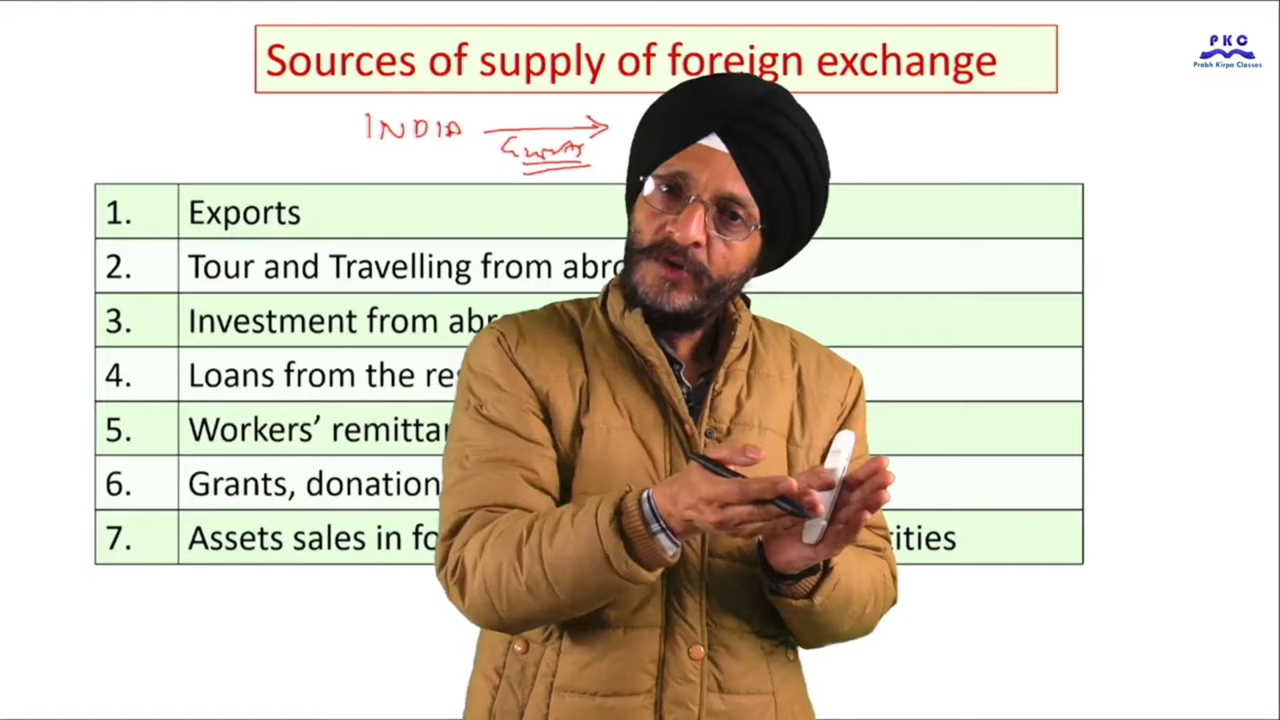 Sources of supply of foreign exchange
PKC
Prabh Kirpa Classes
INDIA
1. Exports
2. Tour and Travelling from abro
3. Investment from abr
4. Loans from the re
5. Workers' remitta
6. Grants, donation
7. Assets sales in fo ities